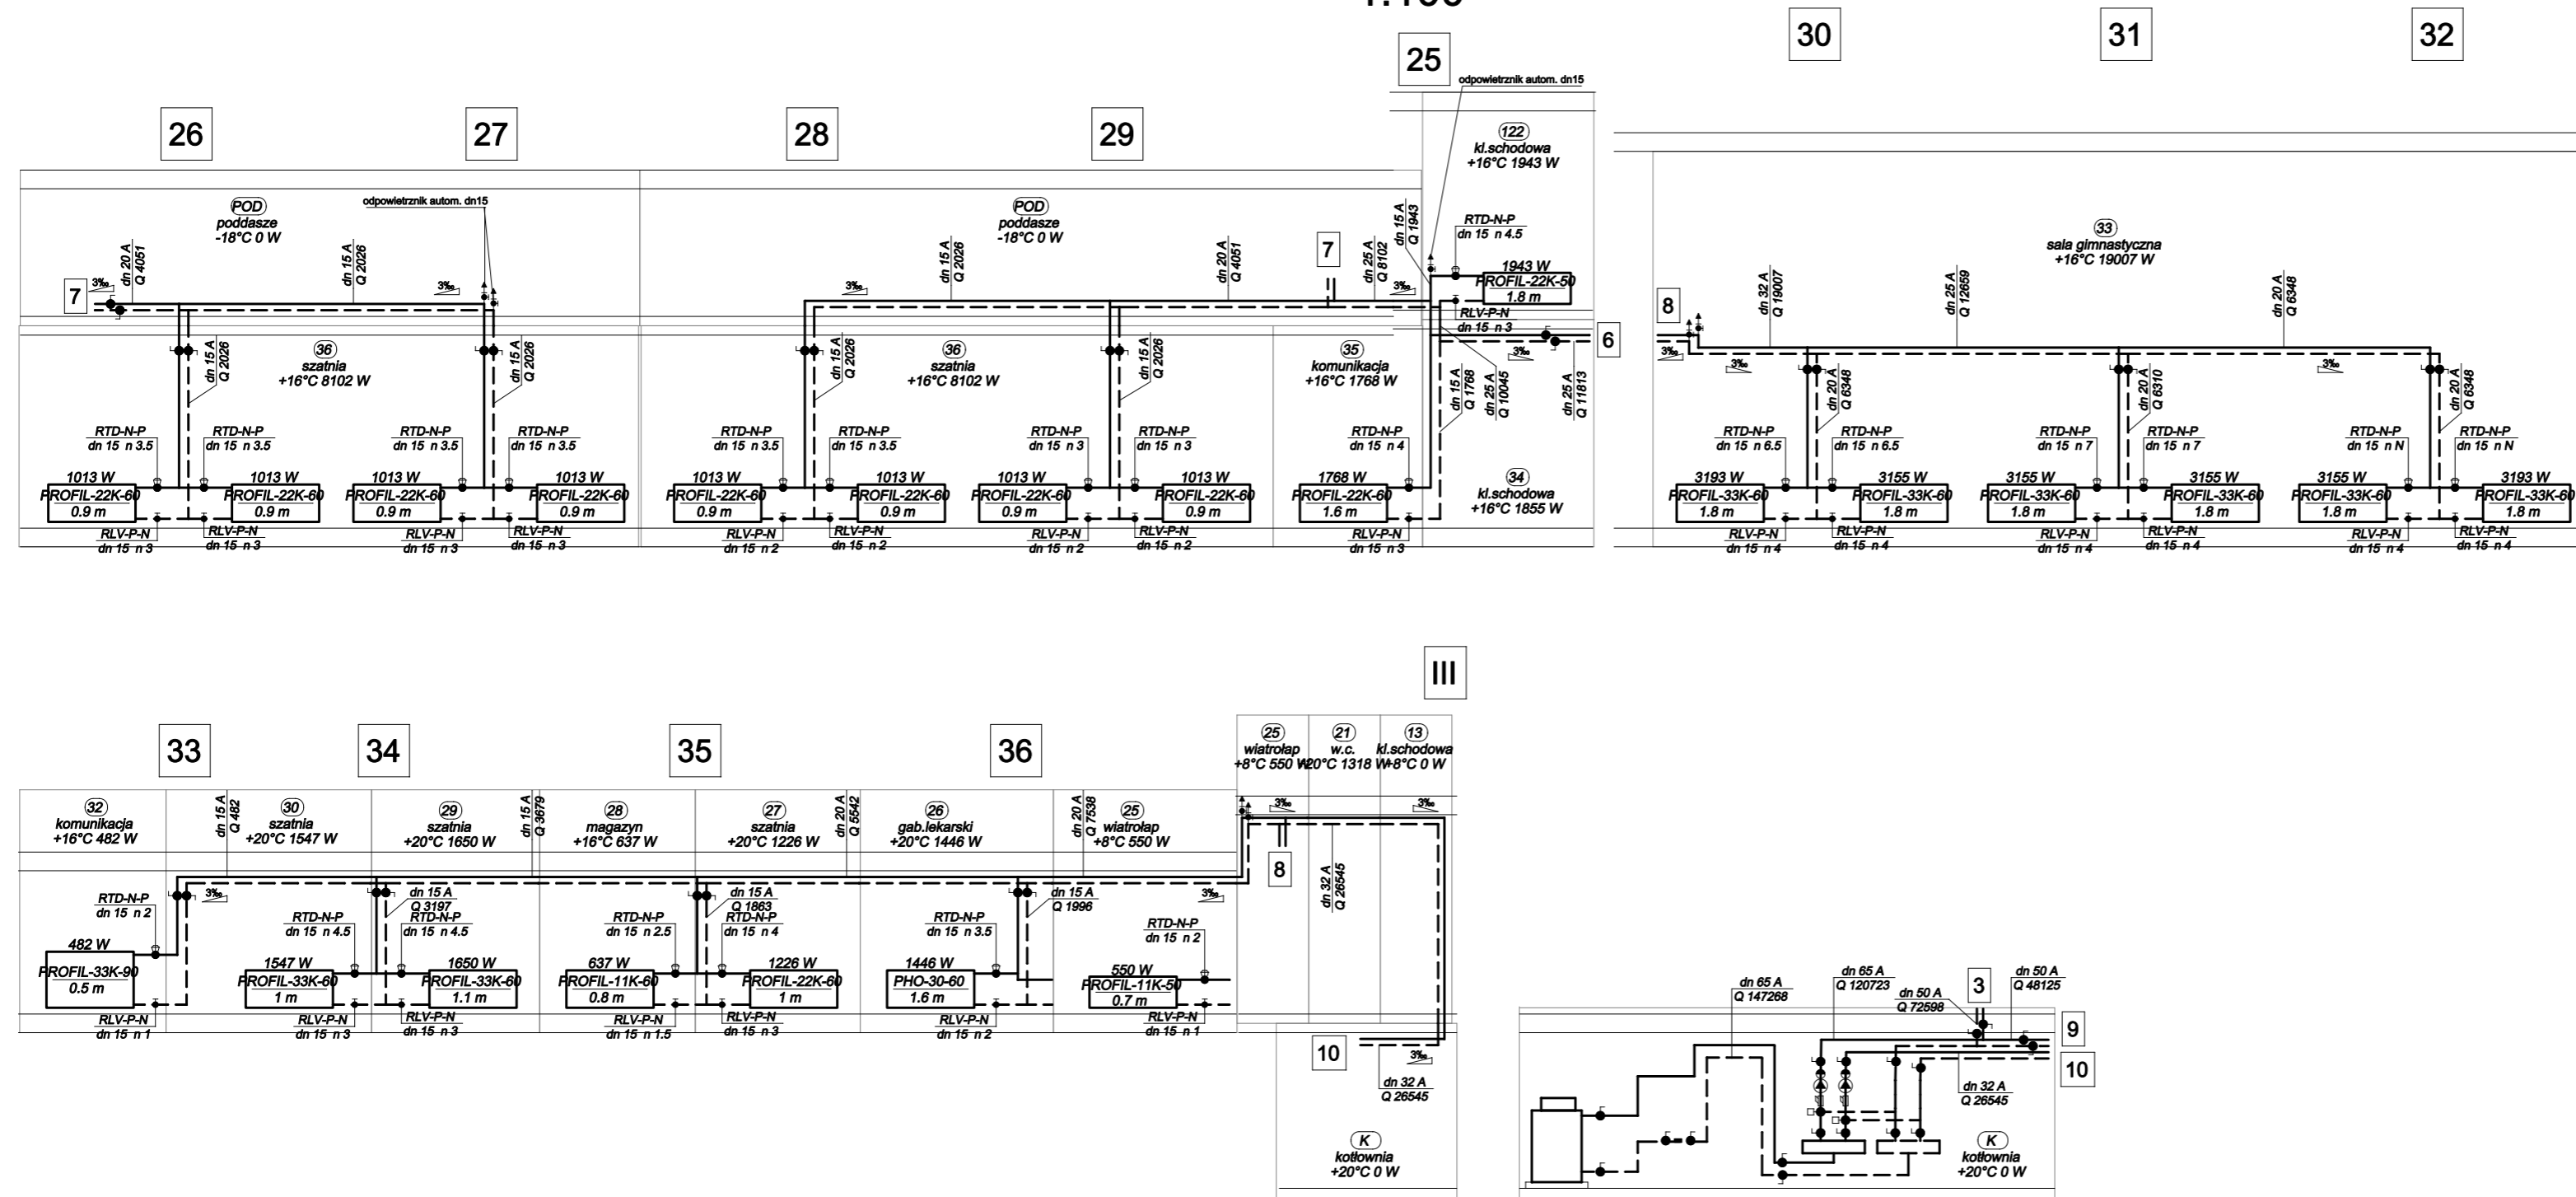 30
31
32
25
odpowietrznik autom. dn15
26
27
28
29
122
kl.schodowa
+16°C 1943 W
POD
poddasze
-18°C 0 W
odpowietrznik autom. dn15
POD
poddasze
-18°C 0 W
33
sala gimnastyczna
+16°C 19007 W
7
3‰
dn 20 A
Q 4051
dn 15 A
Q 2026
3‰
3‰
dn 15 A
Q 2026
dn 20 A
Q 4051
7
dn 25 A
Q 8102
3‰
dn 15 A
Q 1943
RTD-N-P
dn 15 n 4.5
1943 W
PROFIL-22K-50
1.8 m
RLV-P-N
dn 15 n 3
6
3‰
8
3‰
3‰
dn 32 A
Q 19007
dn 25 A
Q 12659
dn 20 A
Q 6348
3‰
dn 15 A
Q 2026
36
szatnia
+16°C 8102 W
dn 15 A
Q 2026
dn 15 A
Q 2026
36
szatnia
+16°C 8102 W
dn 15 A
Q 2026
35
komunikacja
+16°C 1768 W
dn 15 A
Q 1768
dn 25 A
Q 10045
dn 25 A
Q 11813
dn 20 A
Q 6348
dn 20 A
Q 6310
dn 20 A
Q 6348
RTD-N-P
dn 15 n 3.5
RTD-N-P
dn 15 n 3.5
RTD-N-P
dn 15 n 3.5
RTD-N-P
dn 15 n 3.5
RTD-N-P
dn 15 n 3.5
RTD-N-P
dn 15 n 3.5
RTD-N-P
dn 15 n 3
RTD-N-P
dn 15 n 3
RTD-N-P
dn 15 n 4
RTD-N-P
dn 15 n 6.5
RTD-N-P
dn 15 n 6.5
RTD-N-P
dn 15 n 7
RTD-N-P
dn 15 n 7
RTD-N-P
dn 15 n N
RTD-N-P
dn 15 n N
1013 W
PROFIL-22K-60
0.9 m
1013 W
PROFIL-22K-60
0.9 m
1013 W
PROFIL-22K-60
0.9 m
1013 W
PROFIL-22K-60
0.9 m
1013 W
PROFIL-22K-60
0.9 m
1013 W
PROFIL-22K-60
0.9 m
1013 W
PROFIL-22K-60
0.9 m
1013 W
PROFIL-22K-60
0.9 m
1768 W
PROFIL-22K-60
1.6 m
34
kl.schodowa
+16°C 1855 W
3193 W
PROFIL-33K-60
1.8 m
3155 W
PROFIL-33K-60
1.8 m
3155 W
PROFIL-33K-60
1.8 m
3155 W
PROFIL-33K-60
1.8 m
3155 W
PROFIL-33K-60
1.8 m
3193 W
PROFIL-33K-60
1.8 m
RLV-P-N
dn 15 n 3
RLV-P-N
dn 15 n 3
RLV-P-N
dn 15 n 3
RLV-P-N
dn 15 n 3
RLV-P-N
dn 15 n 2
RLV-P-N
dn 15 n 2
RLV-P-N
dn 15 n 2
RLV-P-N
dn 15 n 2
RLV-P-N
dn 15 n 3
RLV-P-N
dn 15 n 4
RLV-P-N
dn 15 n 4
RLV-P-N
dn 15 n 4
RLV-P-N
dn 15 n 4
RLV-P-N
dn 15 n 4
RLV-P-N
dn 15 n 4
III
33
34
35
36
25
wiatrołap
+8°C 550 W
21
w.c.
+20°C 1318 W
13
kl.schodowa
+8°C 0 W
32
komunikacja
+16°C 482 W
dn 15 A
Q 482
30
szatnia
+20°C 1547 W
29
szatnia
+20°C 1650 W
dn 15 A
Q 3679
28
magazyn
+16°C 637 W
27
szatnia
+20°C 1226 W
dn 20 A
Q 5542
26
gab.lekarski
+20°C 1446 W
dn 20 A
Q 7538
25
wiatrołap
+8°C 550 W
3‰
3‰
8
dn 32 A
Q 26545
3‰
dn 15 A
Q 3197
dn 15 A
Q 1863
dn 15 A
Q 1996
3‰
RTD-N-P
dn 15 n 2
RTD-N-P
dn 15 n 4.5
RTD-N-P
dn 15 n 4.5
RTD-N-P
dn 15 n 2.5
RTD-N-P
dn 15 n 4
RTD-N-P
dn 15 n 3.5
RTD-N-P
dn 15 n 2
482 W
PROFIL-33K-90
0.5 m
1547 W
PROFIL-33K-60
1 m
1650 W
PROFIL-33K-60
1.1 m
637 W
PROFIL-11K-60
0.8 m
1226 W
PROFIL-22K-60
1 m
1446 W
PHO-30-60
1.6 m
550 W
PROFIL-11K-50
0.7 m
RLV-P-N
dn 15 n 1
RLV-P-N
dn 15 n 3
RLV-P-N
dn 15 n 3
RLV-P-N
dn 15 n 1.5
RLV-P-N
dn 15 n 3
RLV-P-N
dn 15 n 2
RLV-P-N
dn 15 n 1
10
3‰
dn 32 A
Q 26545
K
kotłownia
+20°C 0 W
dn 65 A
Q 147268
dn 65 A
Q 120723
dn 50 A
Q 72598
3
dn 50 A
Q 48125
9
10
dn 32 A
Q 26545
K
kotłownia
+20°C 0 W